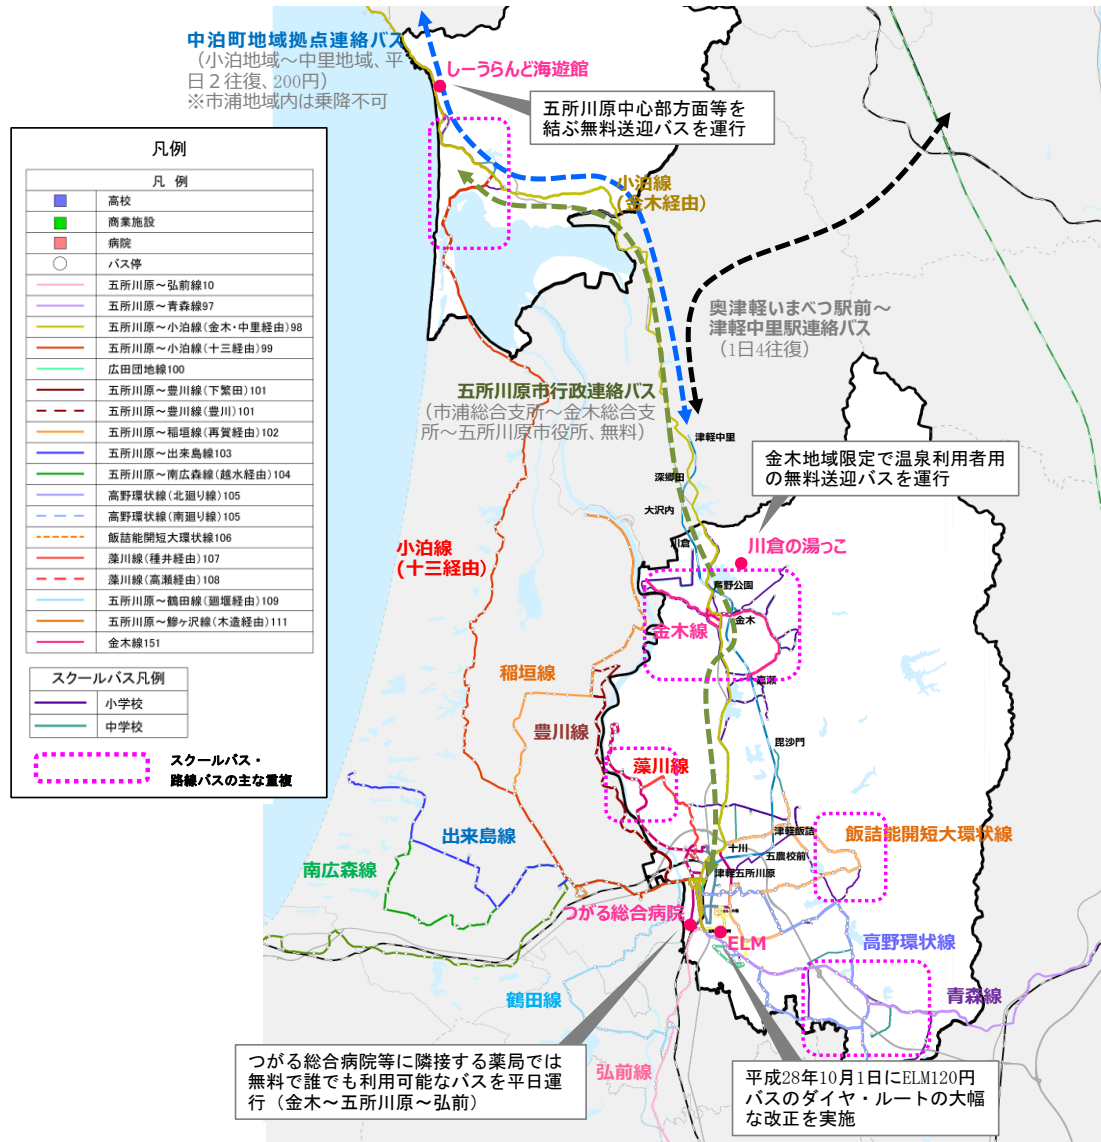 中泊町地域拠点連絡バス
（小泊地域～中里地域、平
日２往復、200円）
※市浦地域内は乗降不可
しーうらんど海遊館
五所川原中心部方面等を
結ぶ無料送迎バスを運行
小泊線
(金木経由)
奥津軽いまべつ駅前～
津軽中里駅連絡バス
（1日4往復）
五所川原市行政連絡バス
（市浦総合支所～金木総合支
所～五所川原市役所、無料）
凡例
凡 例
高校
商業施設
病院
バス停
五所川原～弘前線10
五所川原～青森線97
五所川原～小泊線(金木・中里経由)98
五所川原～小泊線(十三経由)99
広田団地線100
五所川原～豊川線(下繁田)101
五所川原～豊川線(豊川)101
五所川原～稲垣線(再賀経由)102
五所川原～出来島線103
五所川原～南広森線(越水経由)104
高野環状線(北廻り線)105
高野環状線(南廻り線)105
飯詰能開短大環状線106
藻川線(種井経由)107
藻川線(高瀬経由)108
五所川原～鶴田線(廻堰経由)109
五所川原～鰺ヶ沢線(木造経由)111
金木線151
スクールバス凡例
小学校
中学校
スクールバス・
路線バスの主な重複
津軽中里
深郷田
大沢内
川倉
芦野公園
金木
嘉瀬
毘沙門
津軽飯詰
五農校前
十川
津軽五所川原
金木地域限定で温泉利用者用
の無料送迎バスを運行
川倉の湯っこ
小泊線
(十三経由)
金木線
稲垣線
豊川線
藻川線
出来島線
南広森線
飯詰能開短大環状線
つがる総合病院
ELM
高野環状線
青森線
鶴田線
弘前線
つがる総合病院等に隣接する薬局では
無料で誰でも利用可能なバスを平日運
行（金木～五所川原～弘前）
平成28年10月1日にELM120円
バスのダイヤ・ルートの大幅
な改正を実施